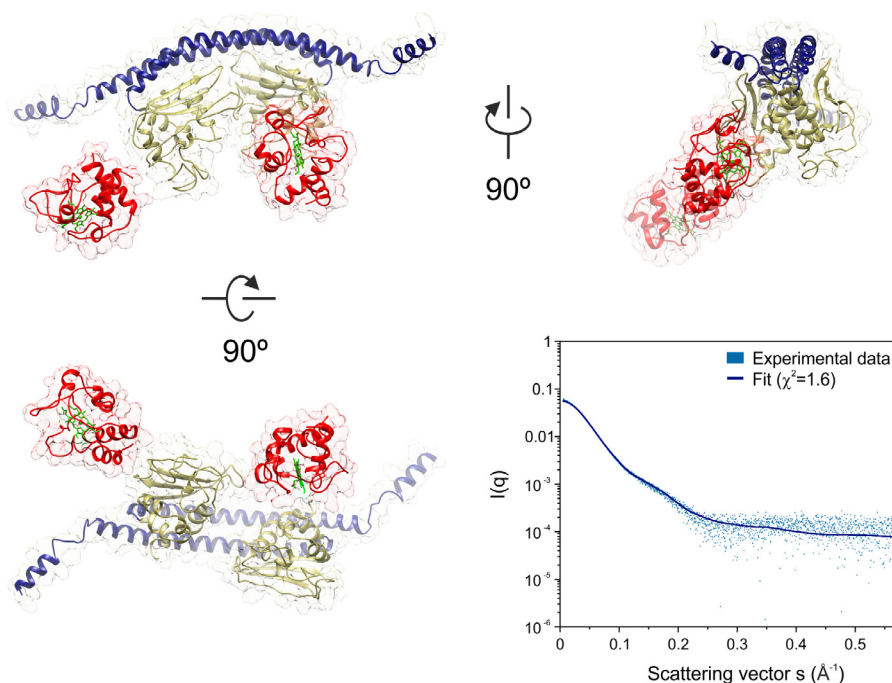 90º
90º
Experimental data
Fit (χ²=1.6)
1
0.1
0.01
10⁻³
10⁻⁴
10⁻⁵
10⁻⁶
I(q)
0
0.1
0.2
0.3
0.4
0.5
Scattering vector s (Å⁻¹)